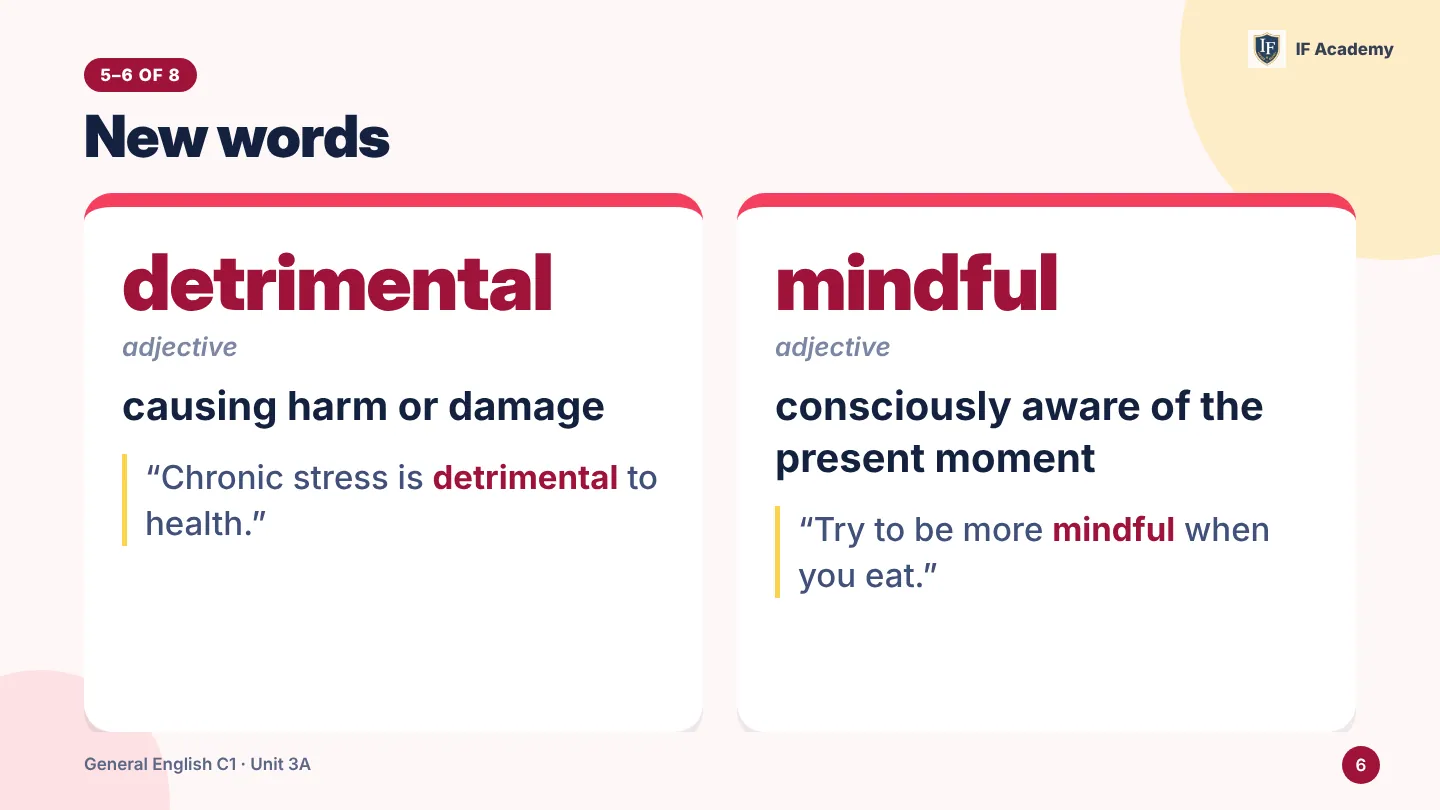 IF
IF Academy
5–6 OF 8
New words
detrimental
adjective
causing harm or damage
“Chronic stress is detrimental to
health.”
mindful
adjective
consciously aware of the
present moment
“Try to be more mindful when
you eat.”
General English C1 · Unit 3A
6